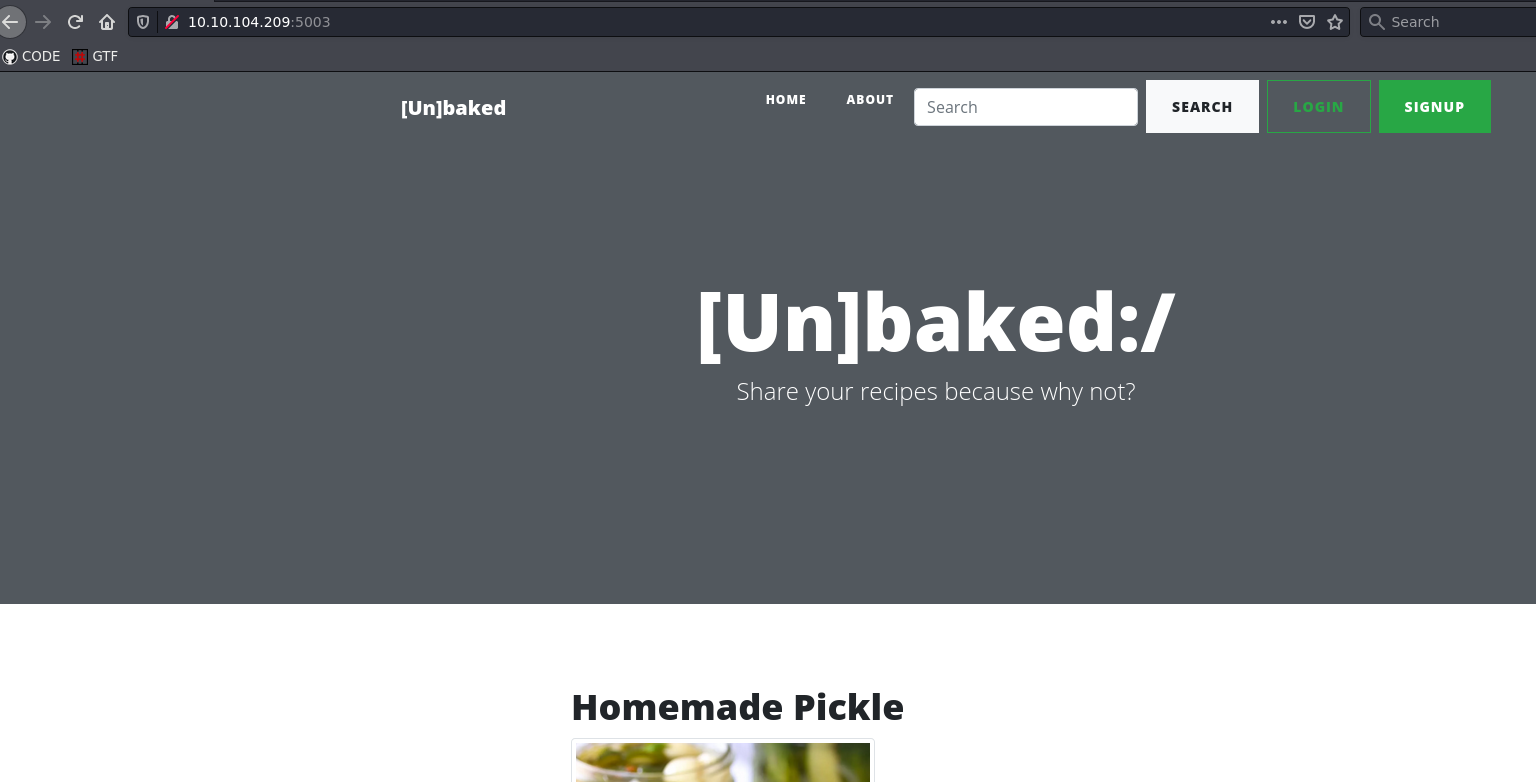 10.10.104.209:5003
Search
CODE GTF
[Un]baked
HOME ABOUT Search SEARCH LOGIN SIGNUP
[Un]baked:/
Share your recipes because why not?
Homemade Pickle